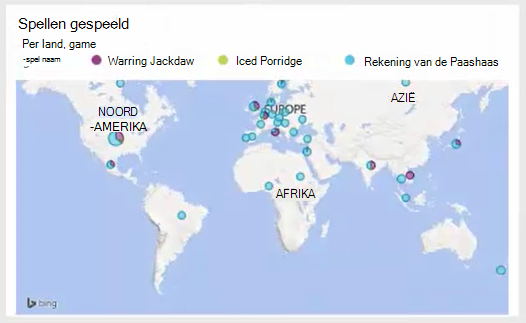 Spellen gespeeld
Per land, game
-spel naam
Warring Jackdaw
Iced Porridge
Rekening van de Paashaas
NOORD
-AMERIKA
EUROPE
AZIË
AFRIKA
bing